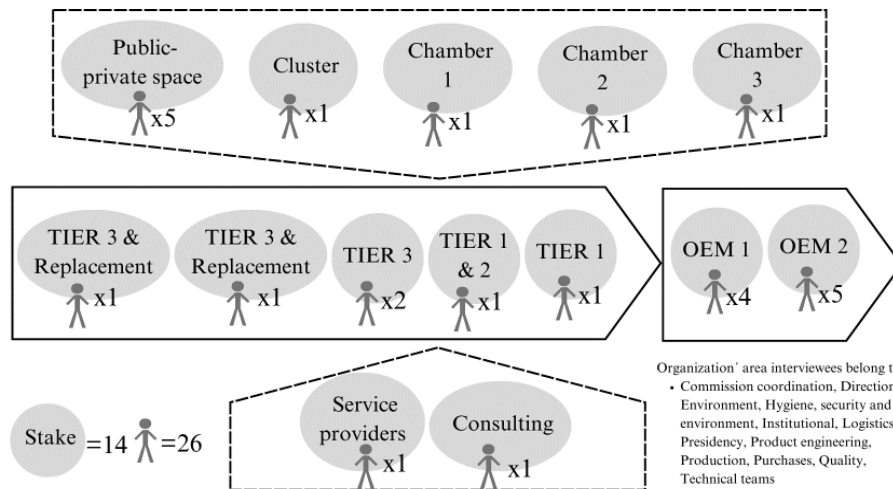 Public-
private space
x5
Cluster
x1
Chamber
1
x1
Chamber
2
x1
Chamber
3
x1
TIER 3 &
Replacement
x1
TIER 3 &
Replacement
x1
TIER 3
x2
TIER 1
& 2
x1
TIER 1
x1
OEM 1
x4
OEM 2
x5
Service
providers
x1
Consulting
x1
Stake
=14
=26
Organization´ area interviewees belong t
• Commission coordination, Direction
Environment, Hygiene, security and
environment, Institutional, Logistics
Presidency, Product engineering,
Production, Purchases, Quality,
Technical teams